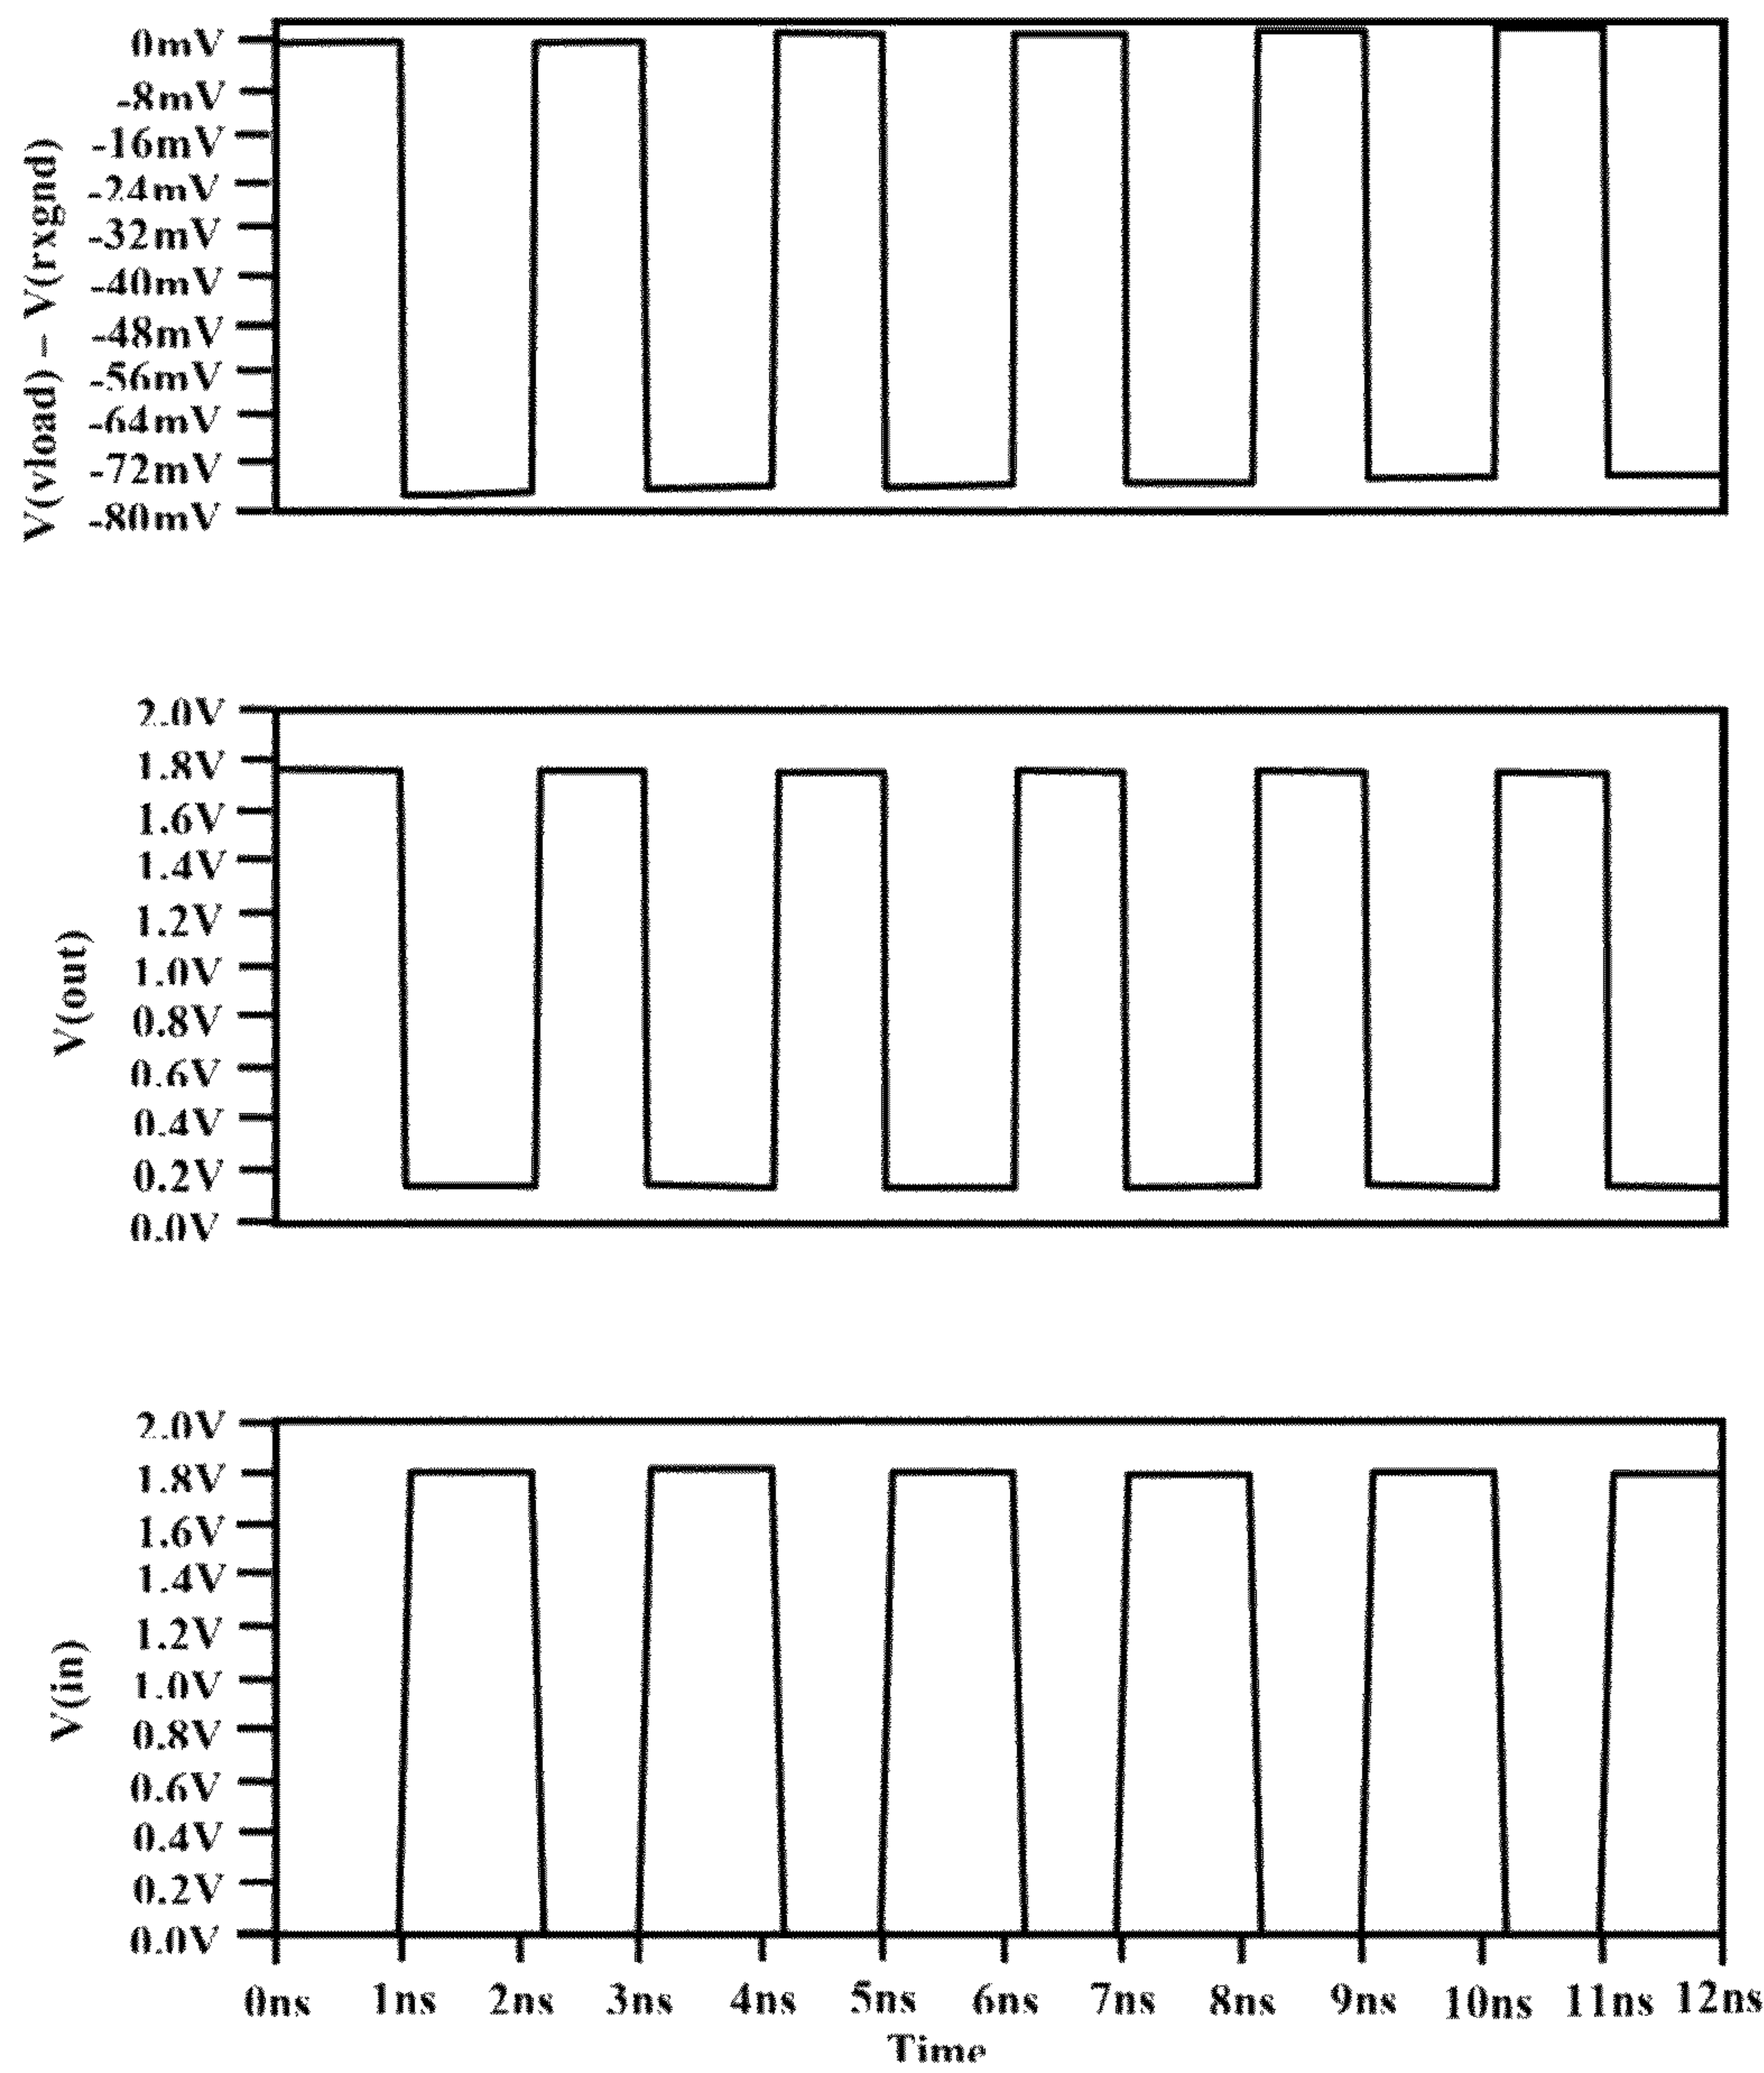 V(vload) – V(rxgnd)
0mV
-8mV
-16mV
-24mV
-32mV
-40mV
-48mV
-56mV
-64mV
-72mV
-80mV
V(out)
2.0V
1.8V
1.6V
1.4V
1.2V
1.0V
0.8V
0.6V
0.4V
0.2V
0.0V
V(in)
2.0V
1.8V
1.6V
1.4V
1.2V
1.0V
0.8V
0.6V
0.4V
0.2V
0.0V
0ns 1ns 2ns 3ns 4ns 5ns 6ns 7ns 8ns 9ns 10ns 11ns 12ns
Time